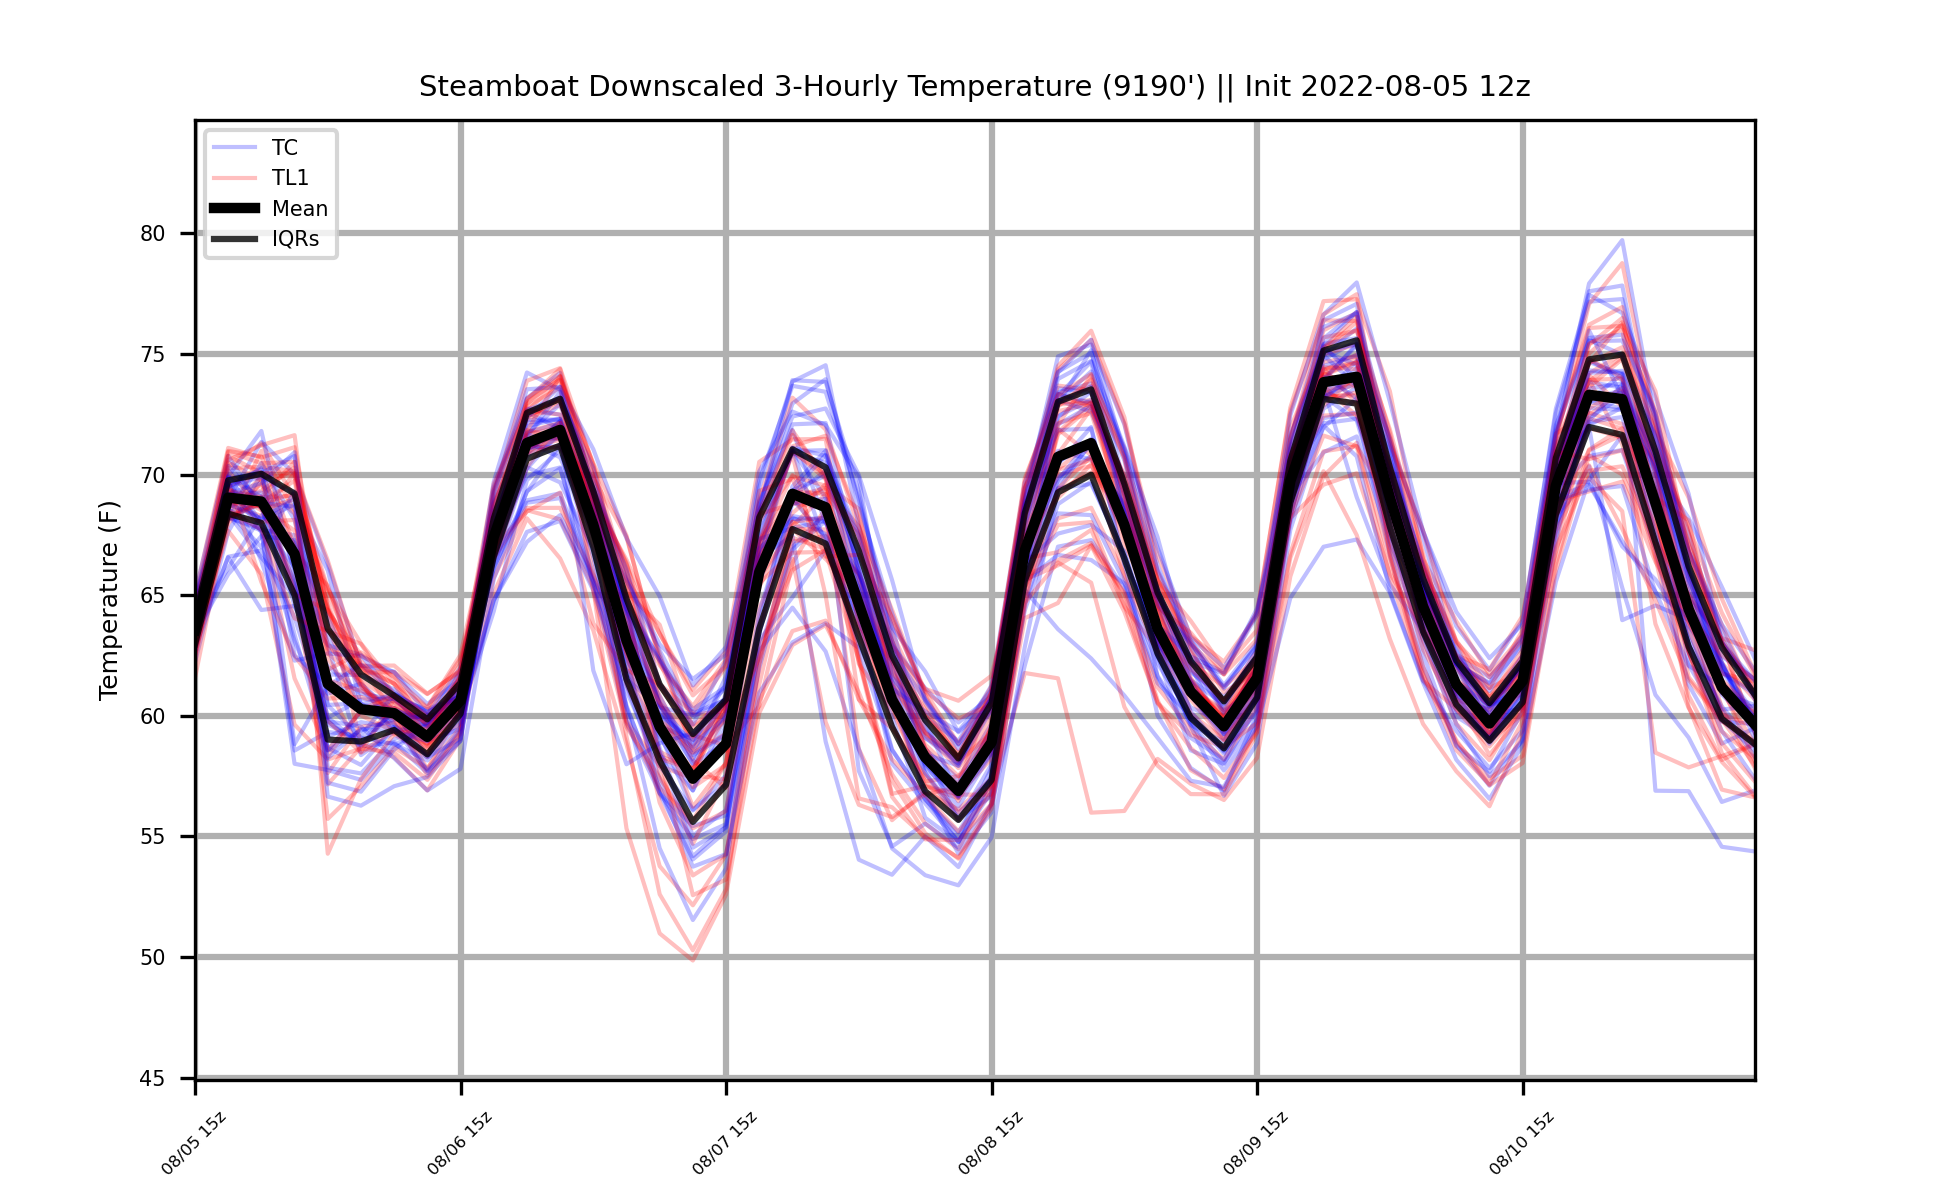 Steamboat Downscaled 3-Hourly Temperature (9190') || Init 2022-08-05 12z
TC
TL1
Mean
IQRs
Temperature (F)
80
75
70
65
60
55
50
45
08/05 15z
08/06 15z
08/07 15z
08/08 15z
08/09 15z
08/10 15z